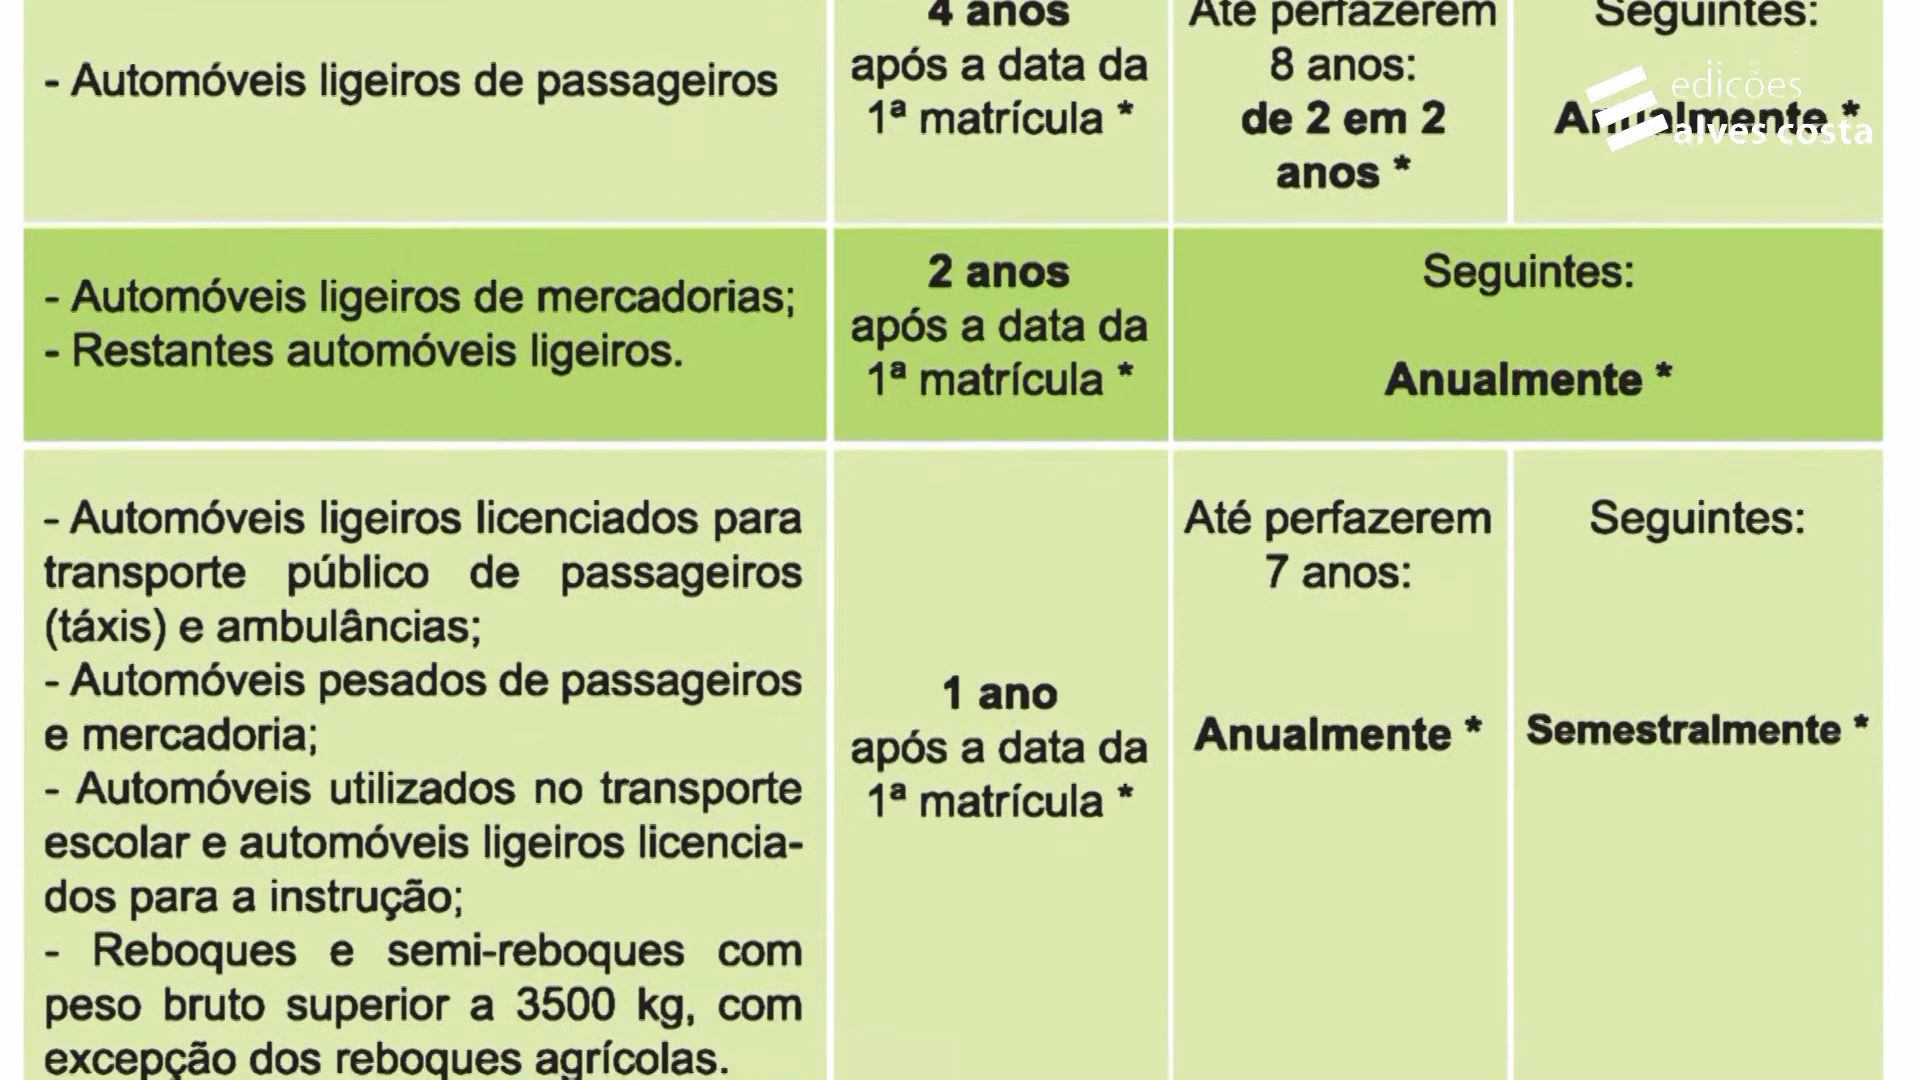 - Automóveis ligeiros de passageiros
4 anos
após a data da
1ª matrícula *
Até perfazerem
8 anos:
de 2 em 2
anos *
Seguintes:
Anualmente *
edições
alves costa
- Automóveis ligeiros de mercadorias;
- Restantes automóveis ligeiros.
2 anos
após a data da
1ª matrícula *
Seguintes:
Anualmente *
- Automóveis ligeiros licenciados para
transporte público de passageiros
(táxis) e ambulâncias;
- Automóveis pesados de passageiros
e mercadoria;
- Automóveis utilizados no transporte
escolar e automóveis ligeiros licencia-
dos para a instrução;
- Reboques e semi-reboques com
peso bruto superior a 3500 kg, com
excepção dos reboques agrícolas.
1 ano
após a data da
1ª matrícula *
Até perfazerem
7 anos:
Anualmente *
Seguintes:
Semestralmente *